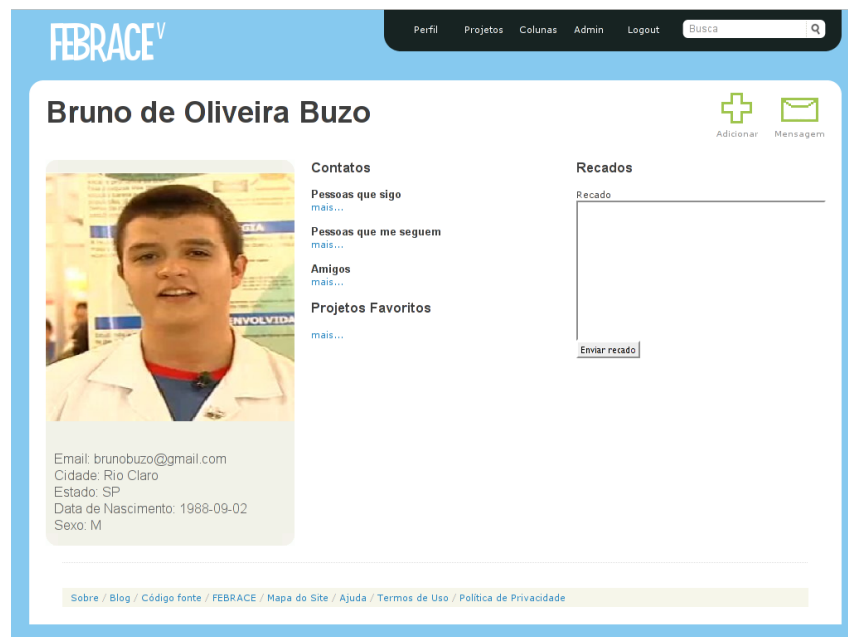 FEBRACE V
Perfil Projetos Colunas Admin Logout Busca
Bruno de Oliveira Buzo
Adicionar Mensagem
Contatos
Pessoas que sigo
mais...
Pessoas que me seguem
mais...
Amigos
mais...
Projetos Favoritos
mais...
Recados
Recado
Enviar recado
GIA
ENVOLVIDA
Email: brunobuzo@gmail.com
Cidade: Rio Claro
Estado: SP
Data de Nascimento: 1988-09-02
Sexo: M
Sobre / Blog / Código fonte / FEBRACE / Mapa do Site / Ajuda / Termos de Uso / Política de Privacidade